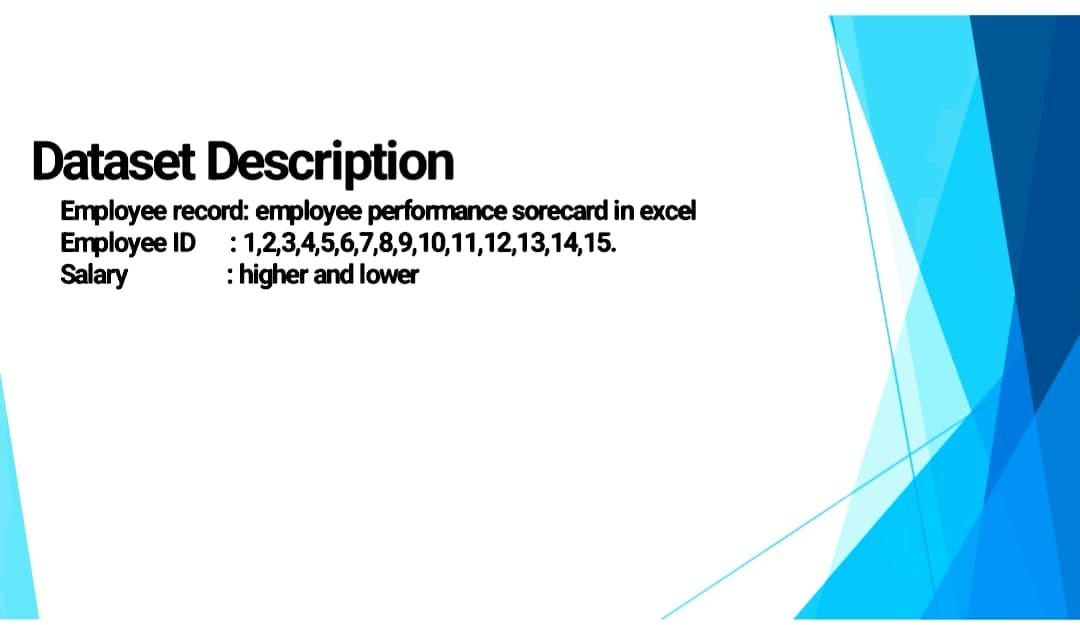 Dataset Description
Employee record: employee performance sorecard in excel
Employee ID : 1,2,3,4,5,6,7,8,9,10,11,12,13,14,15.
Salary : higher and lower